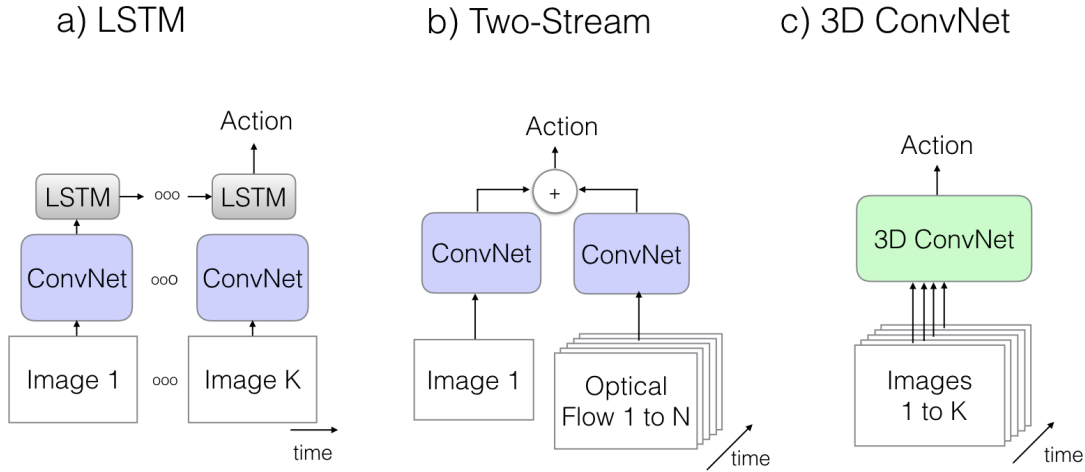 a) LSTM
Action
LSTM ooo LSTM
ConvNet ooo ConvNet
Image 1 ooo Image K
time
b) Two-Stream
Action
+
ConvNet ConvNet
Image 1
Optical
Flow 1 to N
time
c) 3D ConvNet
Action
3D ConvNet
Images
1 to K
time